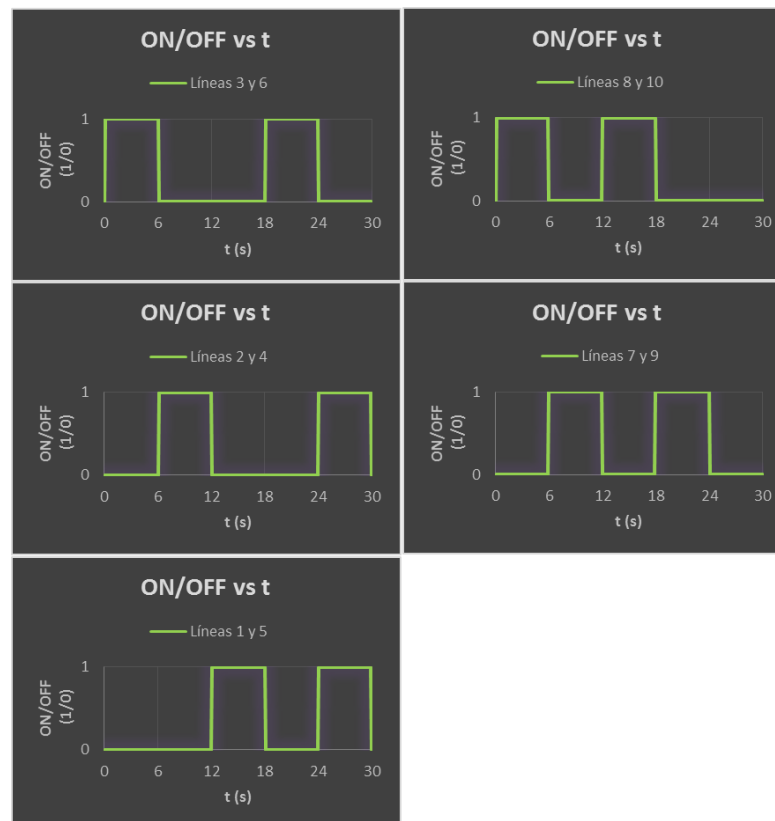 ON/OFF vs t
Líneas 3 y 6
1
0
ON/OFF
(1/0)
0 6 12 18 24 30
t (s)
ON/OFF vs t
Líneas 8 y 10
1
0
ON/OFF
(1/0)
0 6 12 18 24 30
t (s)
ON/OFF vs t
Líneas 2 y 4
1
0
ON/OFF
(1/0)
0 6 12 18 24 30
t (s)
ON/OFF vs t
Líneas 7 y 9
1
0
ON/OFF
(1/0)
0 6 12 18 24 30
t (s)
ON/OFF vs t
Líneas 1 y 5
1
0
ON/OFF
(1/0)
0 6 12 18 24 30
t (s)